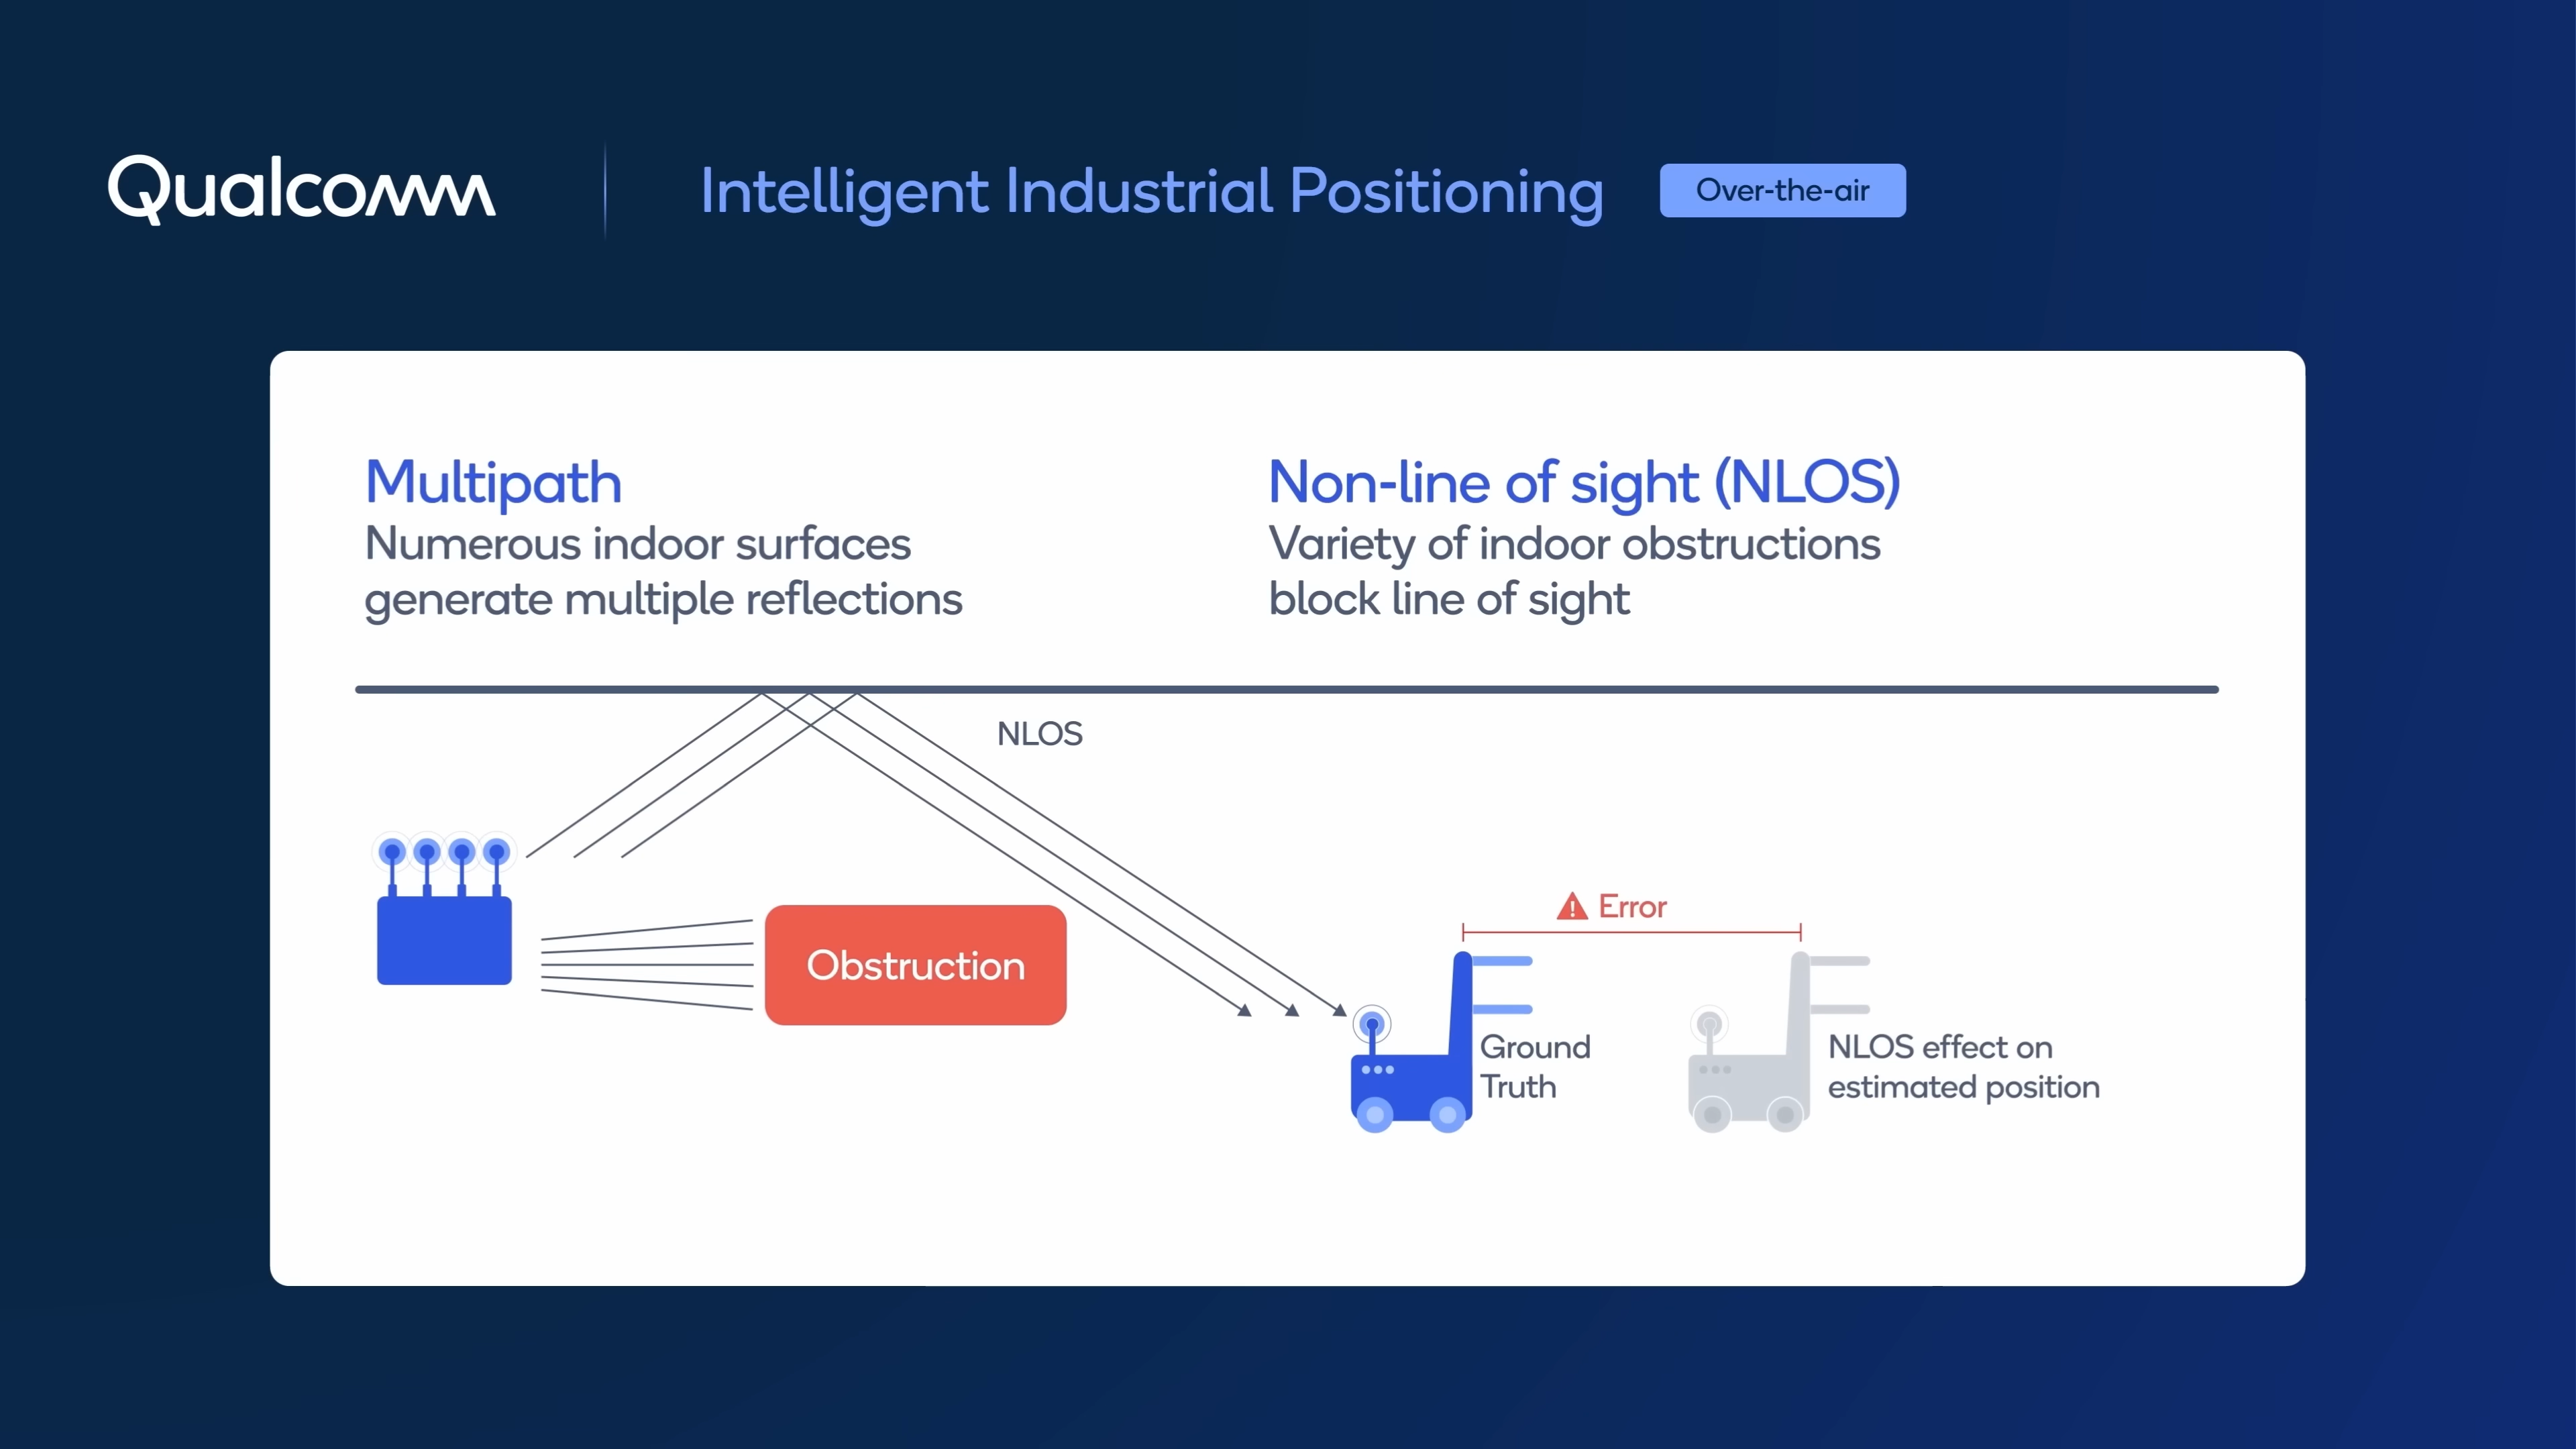 Qualcomm
Intelligent Industrial Positioning
Over-the-air
Multipath
Numerous indoor surfaces
generate multiple reflections
Non-line of sight (NLOS)
Variety of indoor obstructions
block line of sight
NLOS
Obstruction
Error
Ground
Truth
NLOS effect on
estimated position